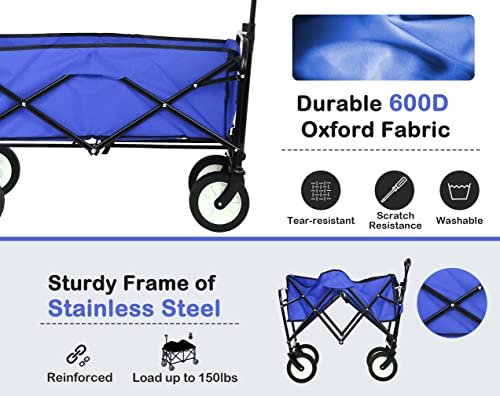 Durable 600D
Oxford Fabric
Tear-resistant
Scratch
Resistance
Washable
Sturdy Frame of
Stainless Steel
Reinforced
Load up to 150lbs